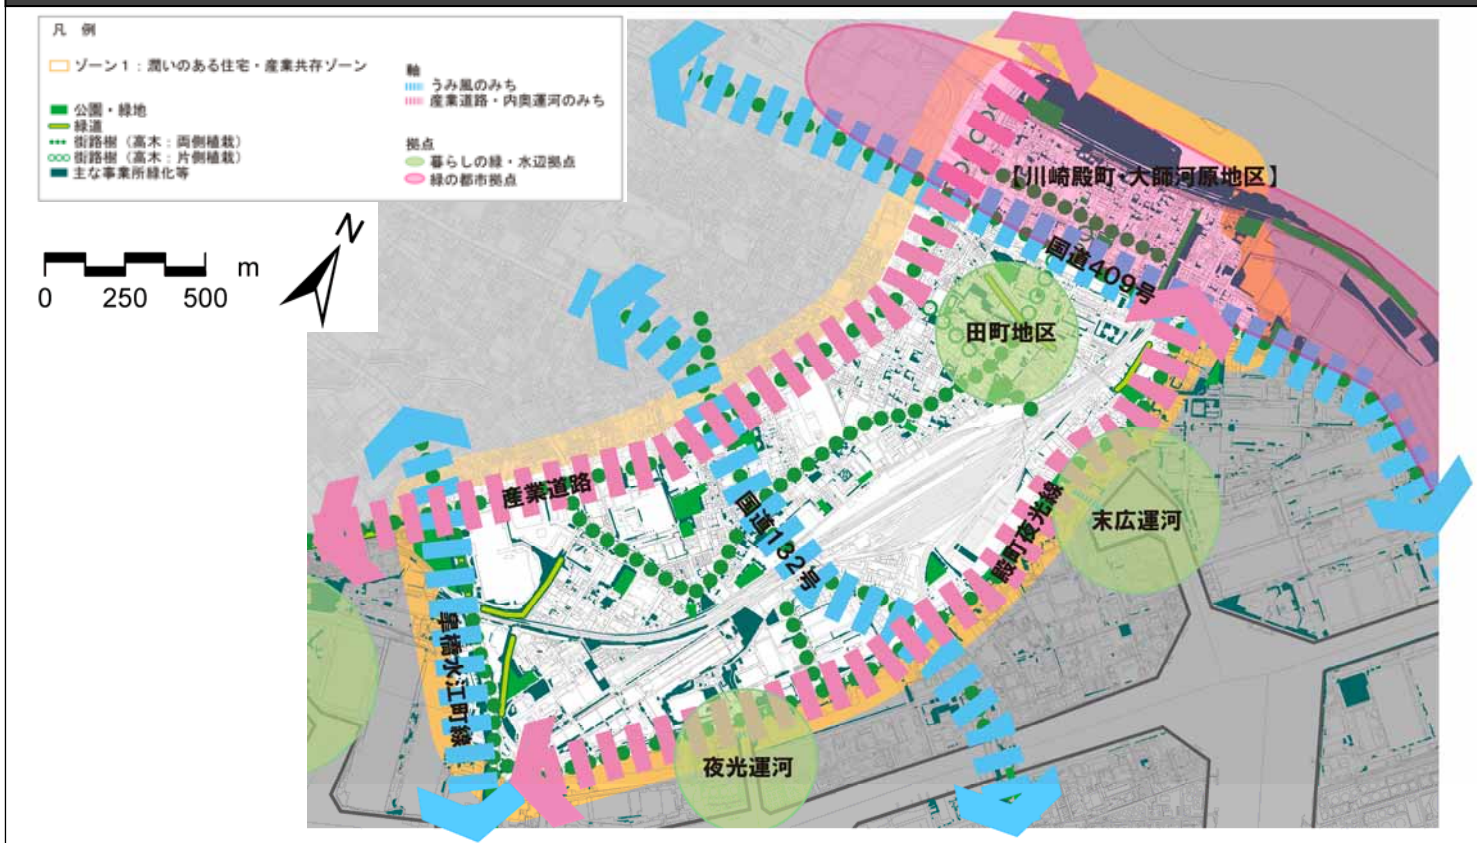 凡 例
ゾーン1：潤いのある住宅・産業共存ゾーン
公園・緑地
緑道
街路樹（高木：両側植栽）
街路樹（高木：片側植栽）
主な事業所緑化等
軸
うみ風のみち
産業道路・内奥運河のみち
拠点
暮らしの緑・水辺拠点
緑の都市拠点
N
m
0 250 500
【川崎殿町・大師河原地区】
国道409号
田町地区
産業道路
国道132号
殿町夜光線
末広運河
皐橋水江町線
夜光運河